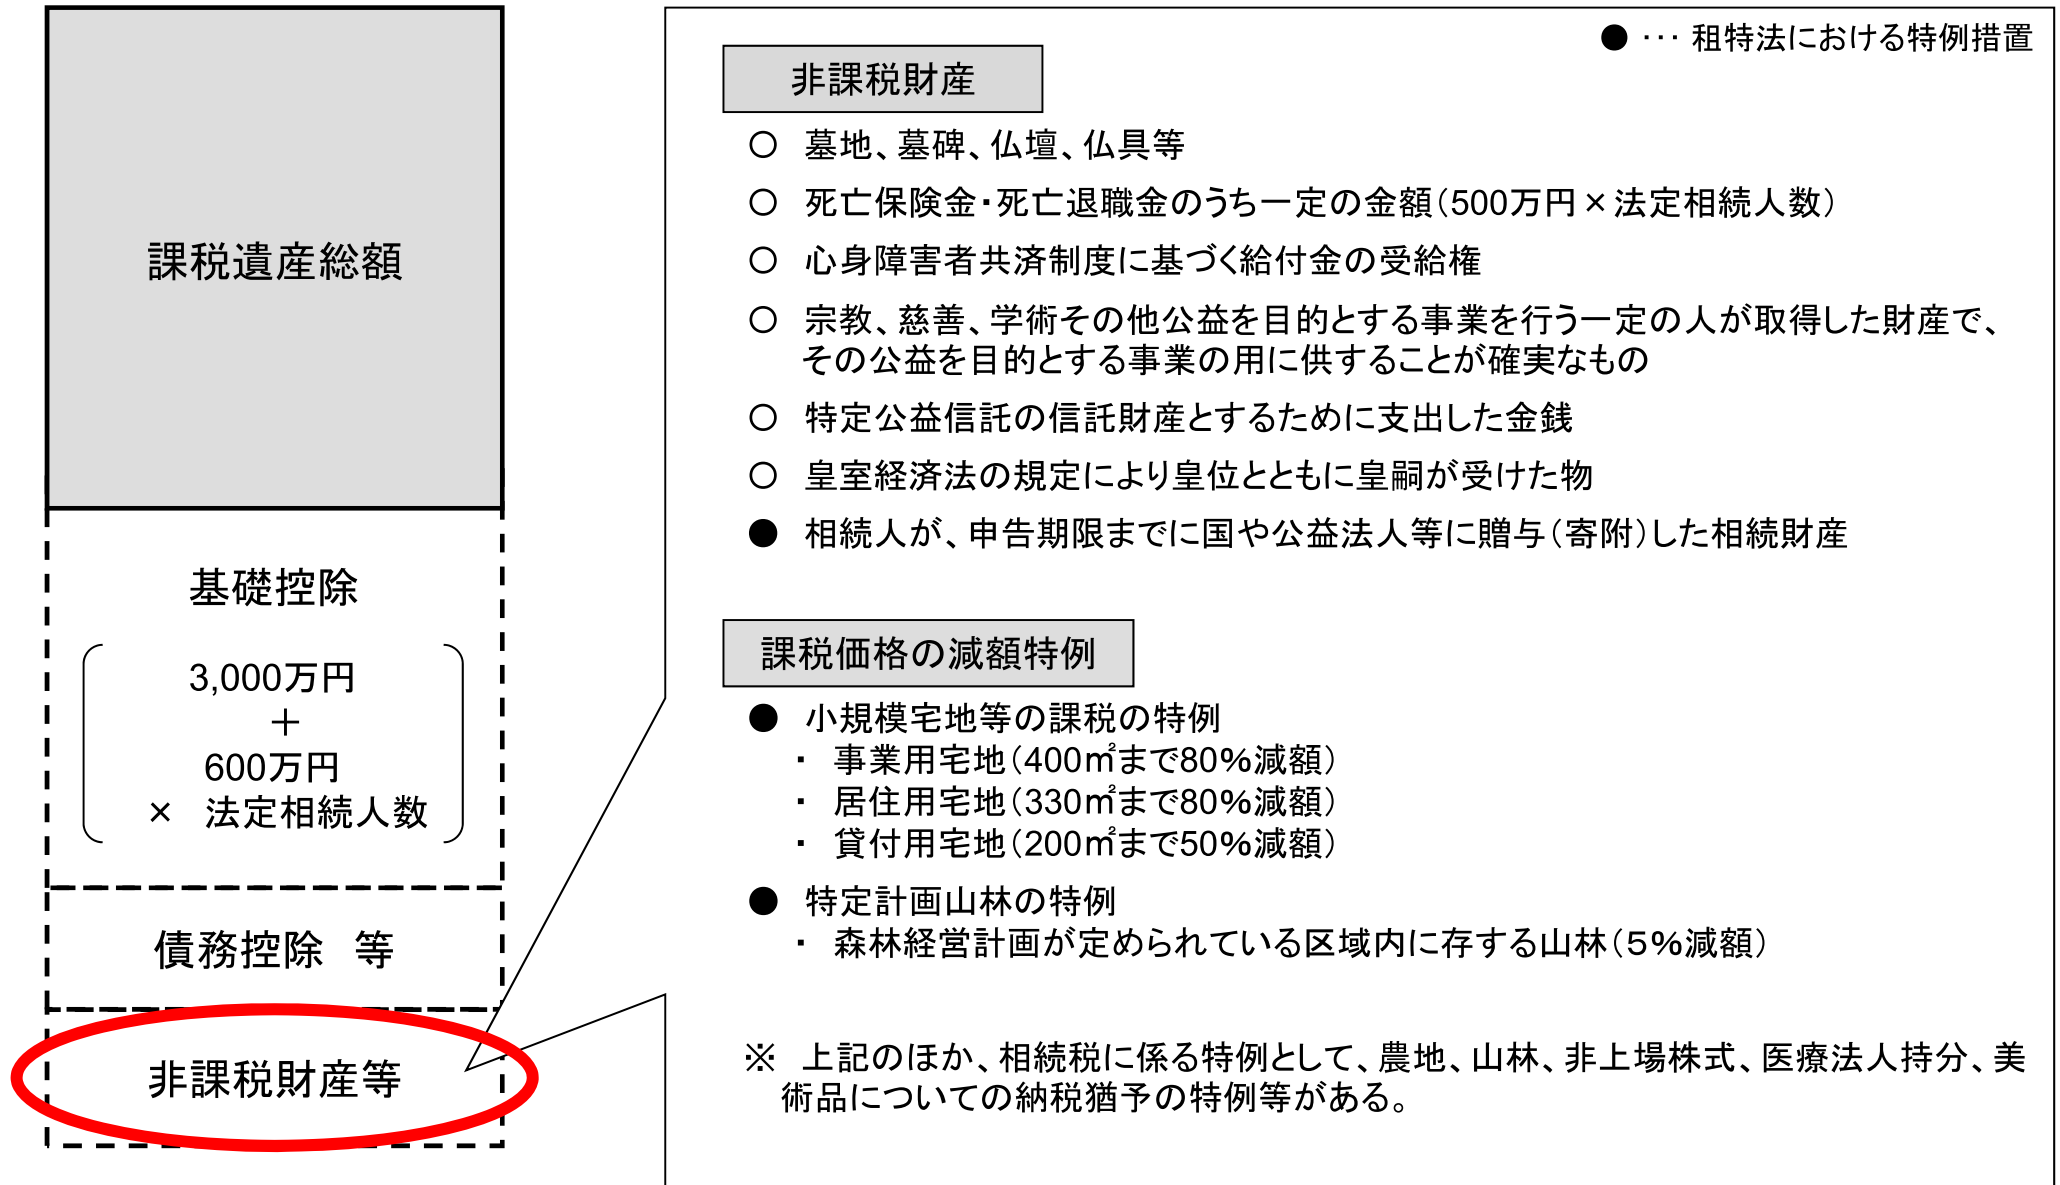 課税遺産総額
基礎控除
3,000万円
＋
600万円
×　法定相続人数
債務控除　等
非課税財産等
● ･･･ 租特法における特例措置
非課税財産
○　墓地、墓碑、仏壇、仏具等
○　死亡保険金・死亡退職金のうち一定の金額（500万円×法定相続人数）
○　心身障害者共済制度に基づく給付金の受給権
○　宗教、慈善、学術その他公益を目的とする事業を行う一定の人が取得した財産で、
その公益を目的とする事業の用に供することが確実なもの
○　特定公益信託の信託財産とするために支出した金銭
○　皇室経済法の規定により皇位とともに皇嗣が受けた物
●　相続人が、申告期限までに国や公益法人等に贈与（寄附）した相続財産
課税価格の減額特例
●　小規模宅地等の課税の特例
・　事業用宅地（400㎡まで80％減額）
・　居住用宅地（330㎡まで80％減額）
・　貸付用宅地（200㎡まで50％減額）
●　特定計画山林の特例
・　森林経営計画が定められている区域内に存する山林（５％減額）
※　上記のほか、相続税に係る特例として、農地、山林、非上場株式、医療法人持分、美
術品についての納税猶予の特例等がある。